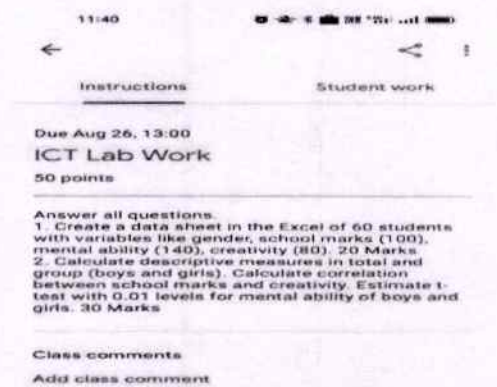 11:40
Instructions
Student work
Due Aug 26, 13:00
ICT Lab Work
50 points
Answer all questions.
1. Create a data sheet in the Excel of 60 students
with variables like gender, school marks (100),
mental ability (140), creativity (80). 20 Marks
2. Calculate descriptive measures in total and
group (boys and girls). Calculate correlation
between school marks and creativity. Estimate t-
test with 0.01 levels for mental ability of boys and
girls. 30 Marks
Class comments
Add class comment